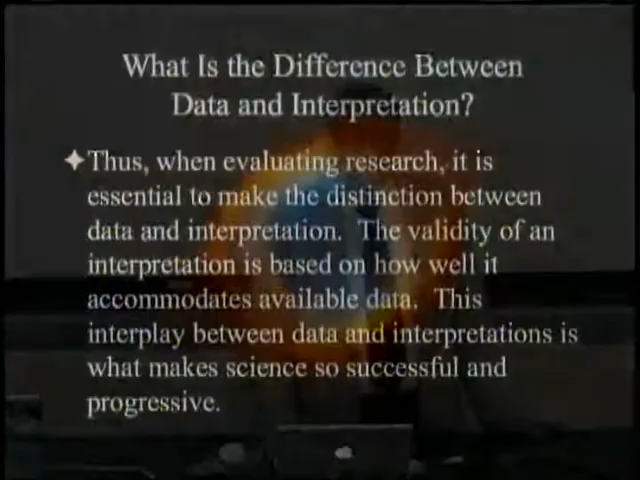 What Is the Difference Between
Data and Interpretation?
Thus, when evaluating research, it is
essential to make the distinction between
data and interpretation.  The validity of an
interpretation is based on how well it
accommodates available data.  This
interplay between data and interpretations is
what makes science so successful and
progressive.